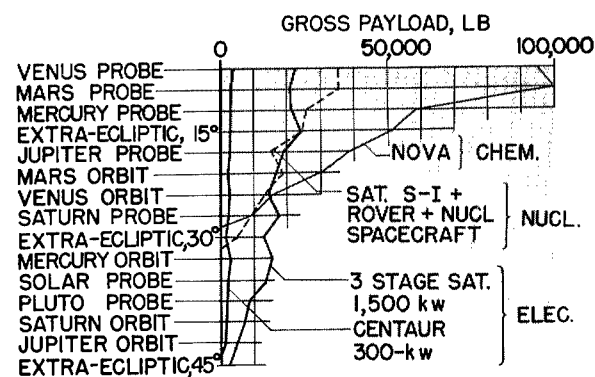 GROSS PAYLOAD, LB
0 50,000 100,000
VENUS PROBE
MARS PROBE
MERCURY PROBE
EXTRA-ECLIPTIC, 15°
JUPITER PROBE
MARS ORBIT
VENUS ORBIT
SATURN PROBE
EXTRA-ECLIPTIC, 30°
MERCURY ORBIT
SOLAR PROBE
PLUTO PROBE
SATURN ORBIT
JUPITER ORBIT
EXTRA-ECLIPTIC, 45°
NOVA } CHEM.
SAT. S-I +
ROVER + NUCL
SPACECRAFT
NUCL.
3 STAGE SAT.
1,500 kw
CENTAUR
300-kw
ELEC.